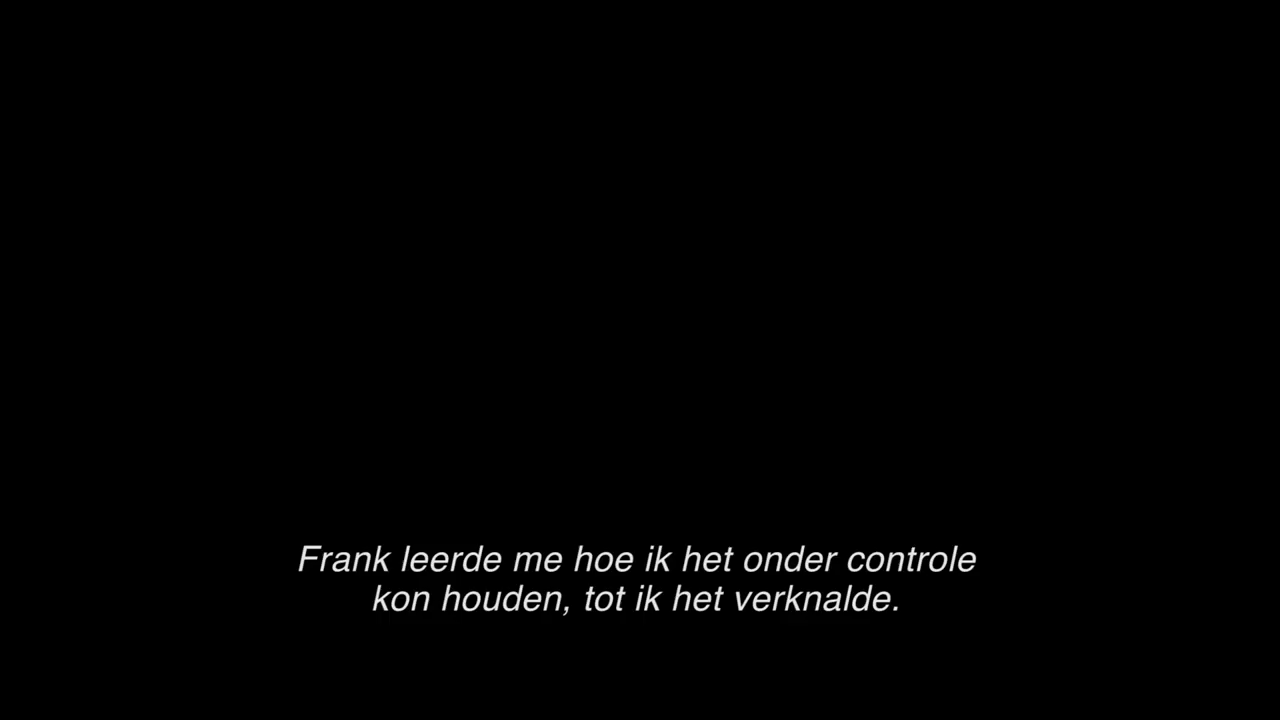 Frank leerde me hoe ik het onder controle
kon houden, tot ik het verknalde.